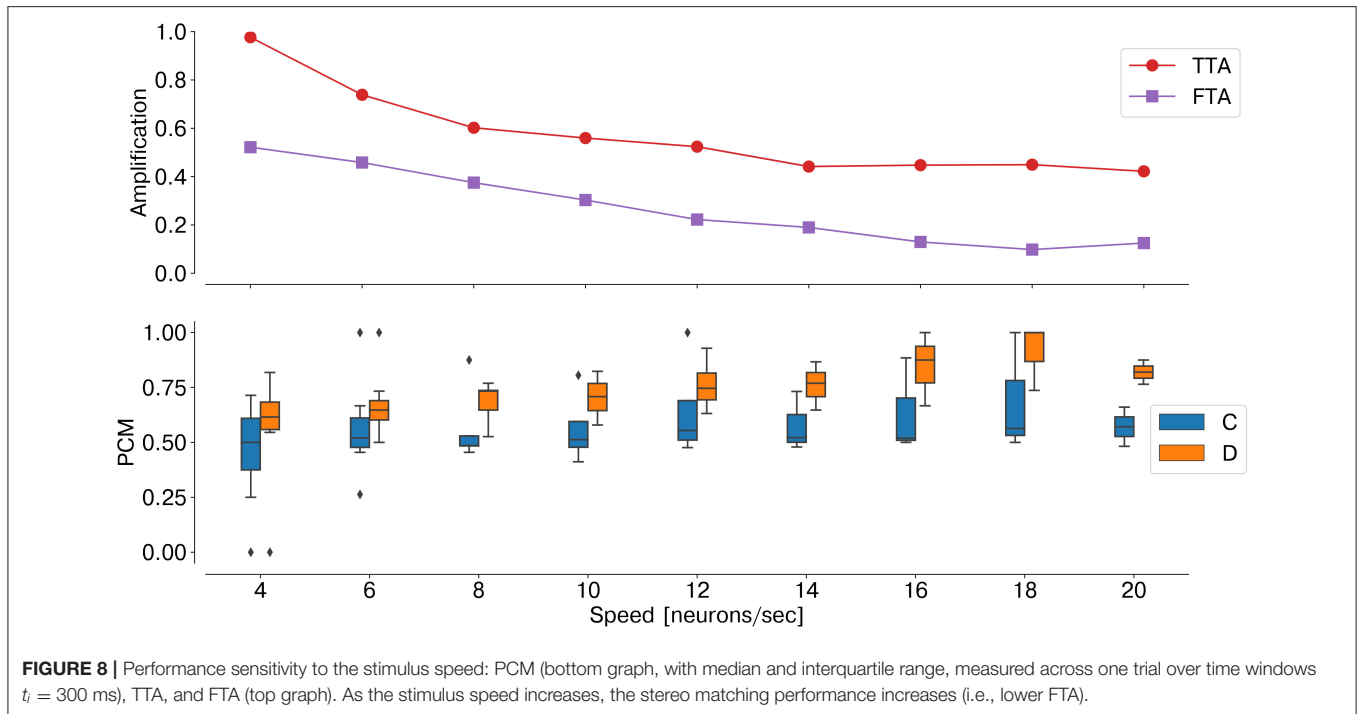 1.0
0.8
0.6
0.4
0.2
0.0
Amplification
TTA
FTA
1.00
0.75
0.50
0.25
0.00
PCM
C
D
4 6 8 10 12 14 16 18 20
Speed [neurons/sec]
FIGURE 8 | Performance sensitivity to the stimulus speed: PCM (bottom graph, with median and interquartile range, measured across one trial over time windows
tᵢ = 300 ms), TTA, and FTA (top graph). As the stimulus speed increases, the stereo matching performance increases (i.e., lower FTA).